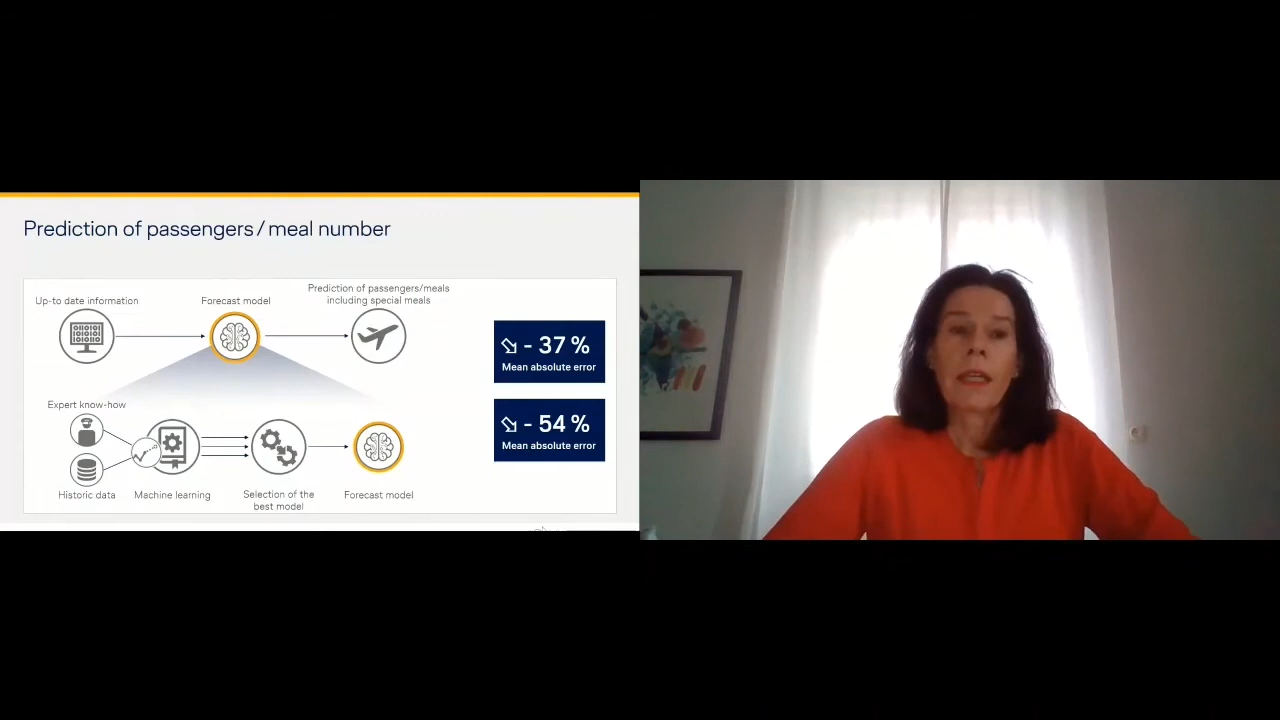 Prediction of passengers / meal number
Up-to date information
Forecast model
Prediction of passengers/meals
including special meals
- 37 %
Mean absolute error
- 54 %
Mean absolute error
Expert know-how
Historic data
Machine learning
Selection of the
best model
Forecast model